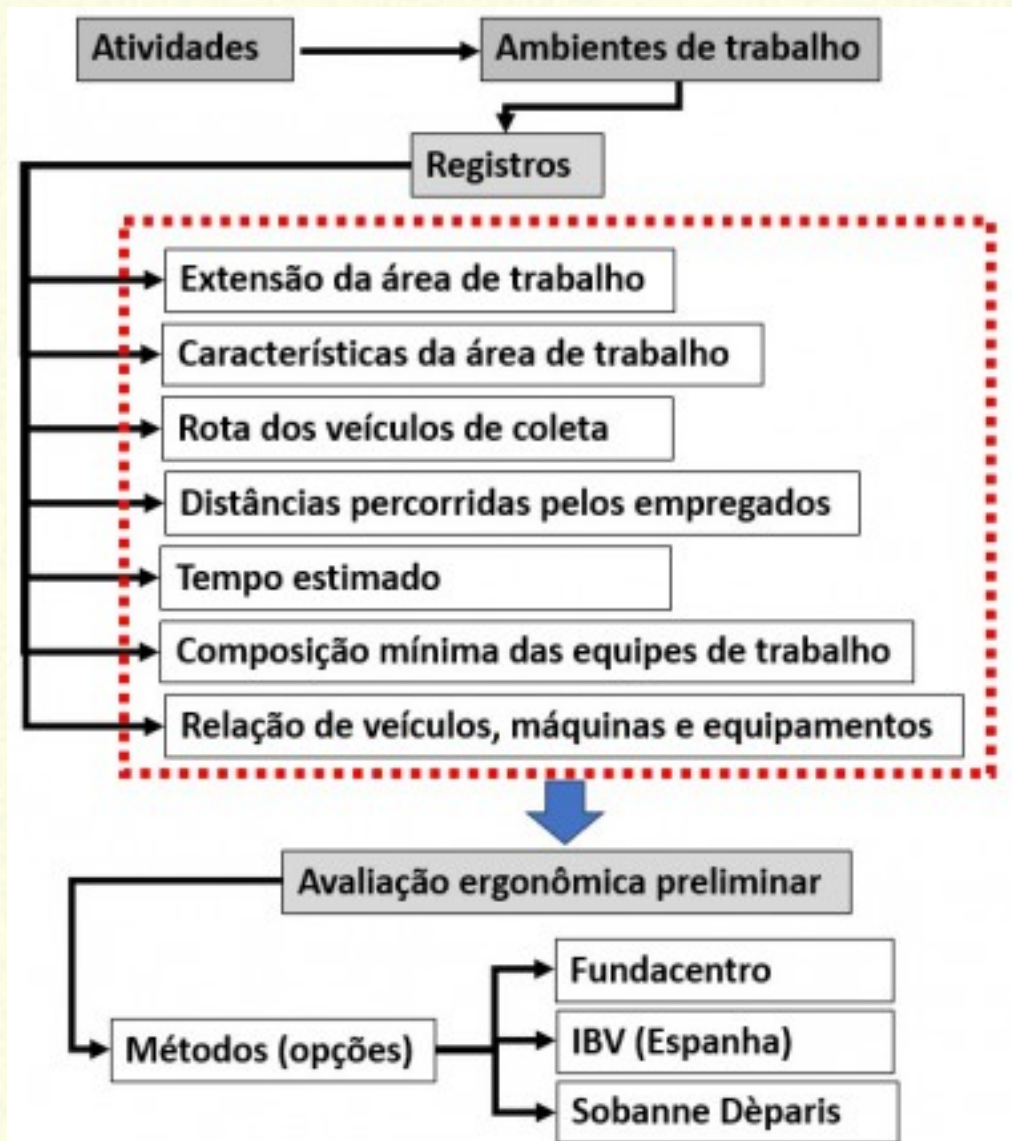 Atividades
Ambientes de trabalho
Registros
Extensão da área de trabalho
Características da área de trabalho
Rota dos veículos de coleta
Distâncias percorridas pelos empregados
Tempo estimado
Composição mínima das equipes de trabalho
Relação de veículos, máquinas e equipamentos
Avaliação ergonômica preliminar
Métodos (opções)
Fundacentro
IBV (Espanha)
Sobanne Dèparis